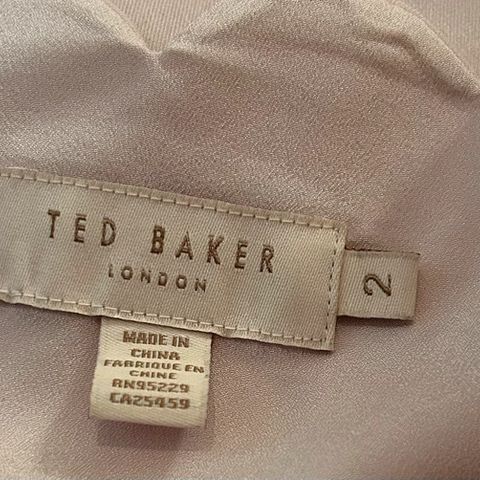 TED BAKER
LONDON
2
MADE IN
CHINA
FABRIQUE EN
CHINE
RN95229
CA25459